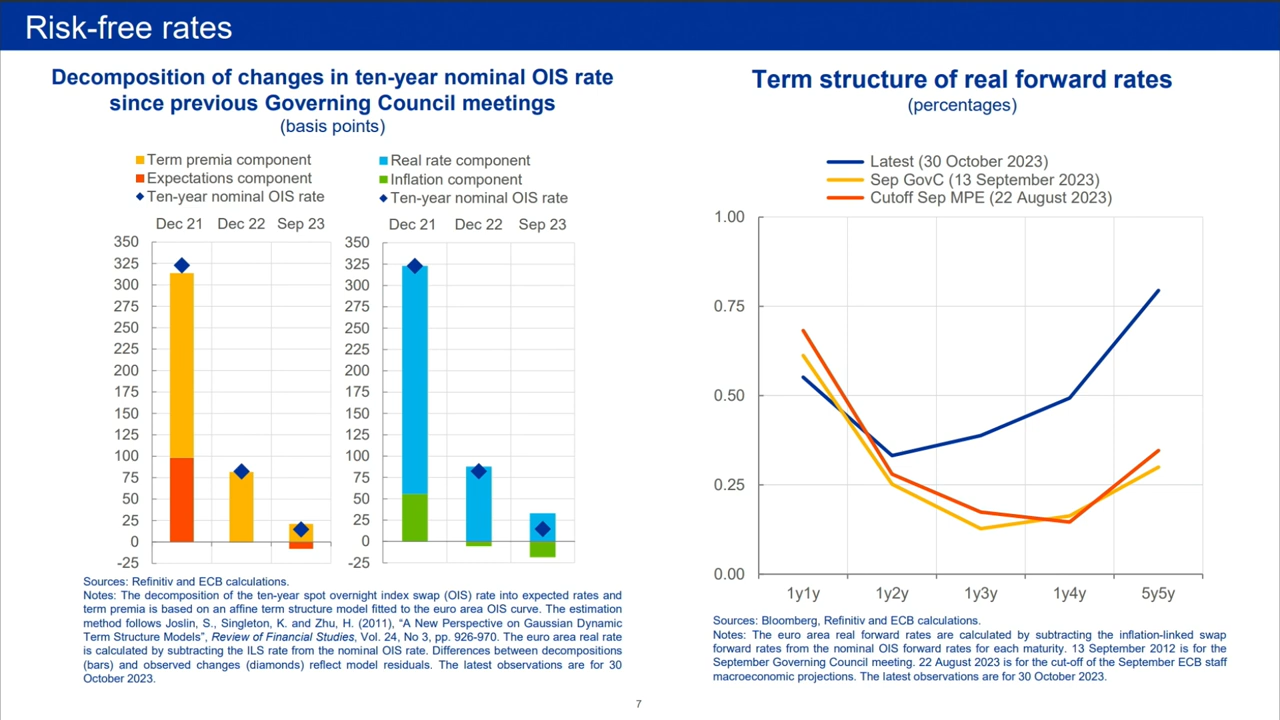 Risk-free rates
Decomposition of changes in ten-year nominal OIS rate
since previous Governing Council meetings
(basis points)
Term premia component
Expectations component
Ten-year nominal OIS rate
Real rate component
Inflation component
Ten-year nominal OIS rate
Dec 21 Dec 22 Sep 23
350
325
300
275
250
225
200
175
150
125
100
75
50
25
0
-25
Dec 21 Dec 22 Sep 23
350
325
300
275
250
225
200
175
150
125
100
75
50
25
0
-25
Sources: Refinitiv and ECB calculations.
Notes: The decomposition of the ten-year spot overnight index swap (OIS) rate into expected rates and
term premia is based on an affine term structure model fitted to the euro area OIS curve. The estimation
method follows Joslin, S., Singleton, K. and Zhu, H. (2011), “A New Perspective on Gaussian Dynamic
Term Structure Models”, Review of Financial Studies, Vol. 24, No 3, pp. 926-970. The euro area real rate
is calculated by subtracting the ILS rate from the nominal OIS rate. Differences between decompositions
(bars) and observed changes (diamonds) reflect model residuals. The latest observations are for 30
October 2023.
Term structure of real forward rates
(percentages)
Latest (30 October 2023)
Sep GovC (13 September 2023)
Cutoff Sep MPE (22 August 2023)
1.00
0.75
0.50
0.25
0.00
1y1y 1y2y 1y3y 1y4y 5y5y
Sources: Bloomberg, Refinitiv and ECB calculations.
Notes: The euro area real forward rates are calculated by subtracting the inflation-linked swap
forward rates from the nominal OIS forward rates for each maturity. 13 September 2012 is for the
September Governing Council meeting. 22 August 2023 is for the cut-off of the September ECB staff
macroeconomic projections. The latest observations are for 30 October 2023.
7